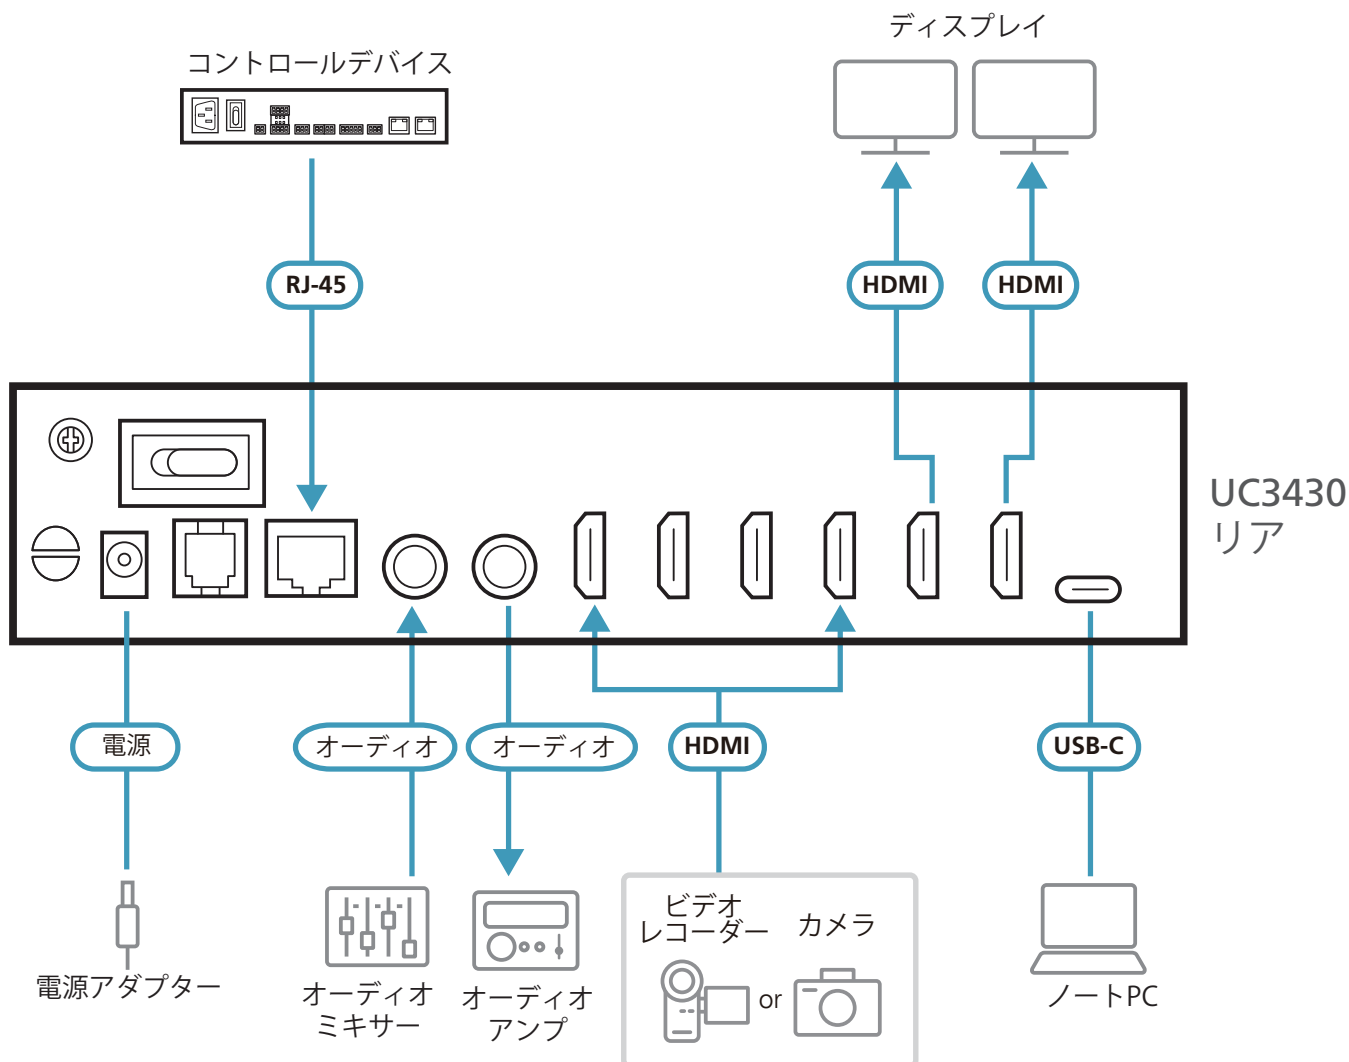 ディスプレイ
コントロールデバイス
RJ-45
HDMI
HDMI
UC3430
リア
電源
オーディオ
オーディオ
HDMI
USB-C
電源アダプター
オーディオ
ミキサー
オーディオ
アンプ
ビデオ
レコーダー
カメラ
or
ノートPC